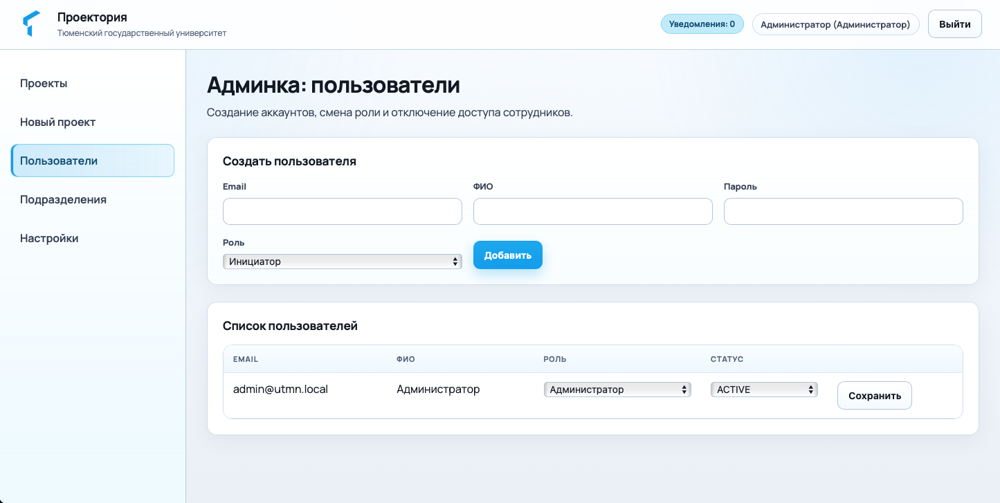 Проектория
Тюменский государственный университет
Уведомления: 0
Администратор (Администратор)
Выйти
Проекты
Новый проект
Пользователи
Подразделения
Настройки
Админка: пользователи
Создание аккаунтов, смена роли и отключение доступа сотрудников.
Создать пользователя
Email
ФИО
Пароль
Роль
Инициатор
Добавить
Список пользователей
EMAIL ФИО РОЛЬ СТАТУС
admin@utmn.local Администратор Администратор ACTIVE Сохранить